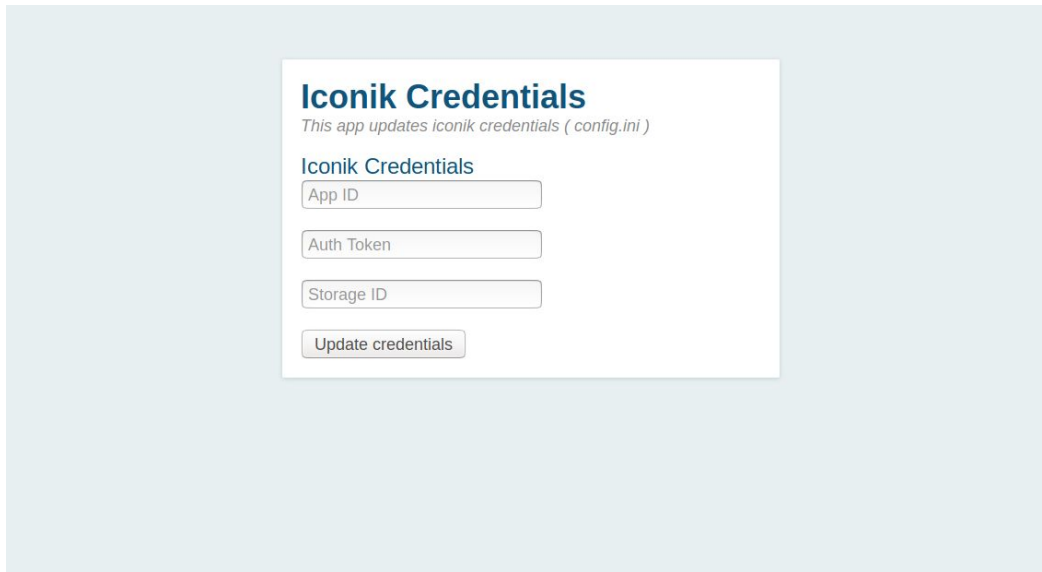 Iconik Credentials
This app updates iconik credentials ( config.ini )
Iconik Credentials
App ID
Auth Token
Storage ID
Update credentials